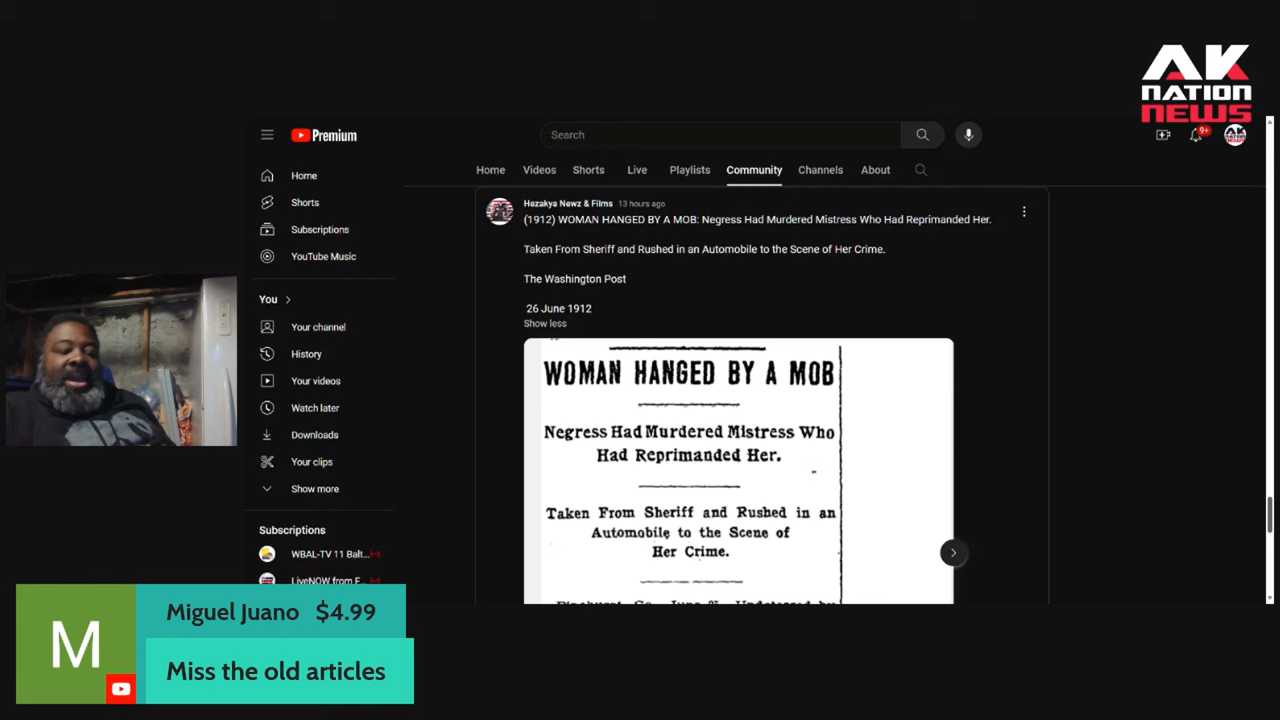 AK
NATION
NEWS
Premium
Search
9+
AK
Home Videos Shorts Live Playlists Community Channels About
Home
Shorts
Subscriptions
YouTube Music
You
Your channel
History
Your videos
Watch later
Downloads
Your clips
Show more
Subscriptions
WBAL-TV 11 Balt...
LiveNOW from F...
Hezakya Newz & Films 13 hours ago
(1912) WOMAN HANGED BY A MOB: Negress Had Murdered Mistress Who Had Reprimanded Her.
Taken From Sheriff and Rushed in an Automobile to the Scene of Her Crime.
The Washington Post
26 June 1912
Show less
WOMAN HANGED BY A MOB
Negress Had Murdered Mistress Who
Had Reprimanded Her.
Taken From Sheriff and Rushed in an
Automobile to the Scene of
Her Crime.
M
Miguel Juano $4.99
Miss the old articles